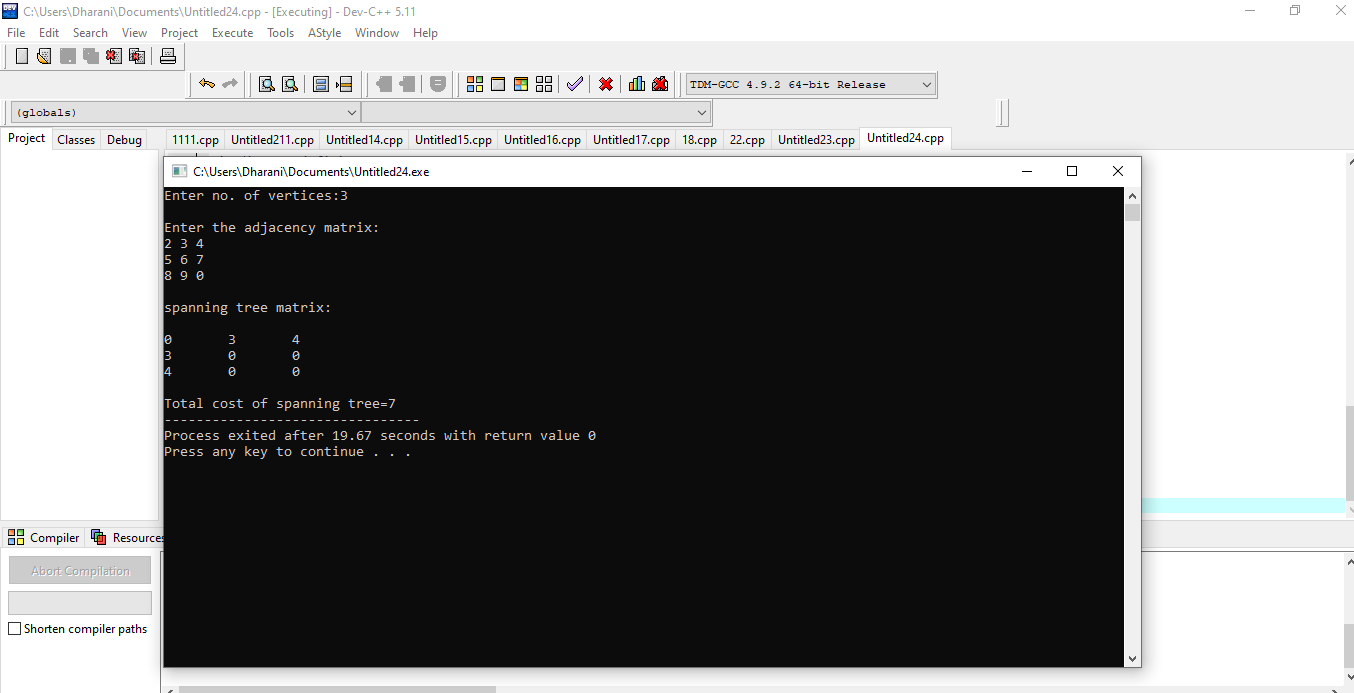 C:\Users\Dharani\Documents\Untitled24.cpp - [Executing] - Dev-C++ 5.11
File Edit Search View Project Execute Tools AStyle Window Help
TDM-GCC 4.9.2 64-bit Release
(globals)
Project Classes Debug 1111.cpp Untitled211.cpp Untitled14.cpp Untitled15.cpp Untitled16.cpp Untitled17.cpp 18.cpp 22.cpp Untitled23.cpp Untitled24.cpp
C:\Users\Dharani\Documents\Untitled24.exe
Enter no. of vertices:3
Enter the adjacency matrix:
2 3 4
5 6 7
8 9 0
spanning tree matrix:
0 3 4
3 0 0
4 0 0
Total cost of spanning tree=7
--------------------------------
Process exited after 19.67 seconds with return value 0
Press any key to continue . . .
Compiler Resources
Abort Compilation
Shorten compiler paths